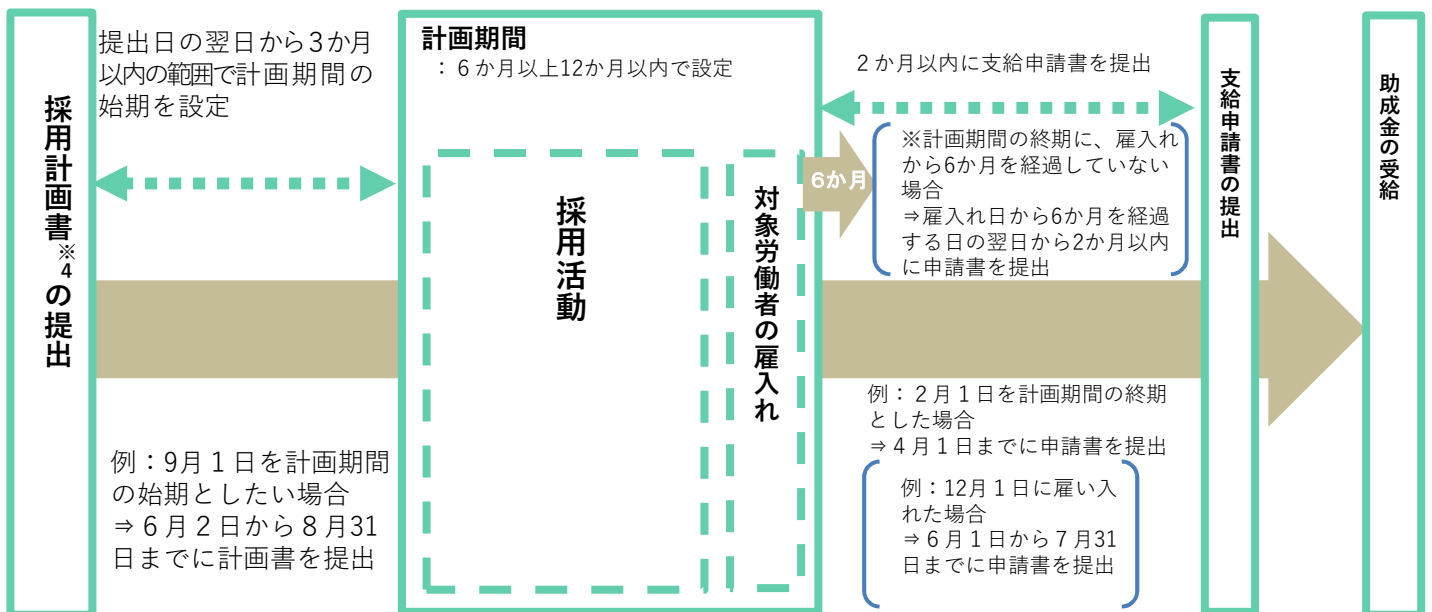 採用計画書※4の提出
提出日の翌日から3か月
以内の範囲で計画期間の
始期を設定
例：9月１日を計画期間
の始期としたい場合
⇒６月２日から８月31
日までに計画書を提出
計画期間
：６か月以上12か月以内で設定
採用活動
対象労働者の雇入れ
6か月
２か月以内に支給申請書を提出
※計画期間の終期に、雇入れ
から6か月を経過していない
場合
⇒雇入れ日から6か月を経過
する日の翌日から2か月以内
に申請書を提出
例：２月１日を計画期間の終期
とした場合
⇒４月１日までに申請書を提出
例：12月１日に雇い入
れた場合
⇒６月１日から７月31
日までに申請書を提出
支給申請書の提出
助成金の受給